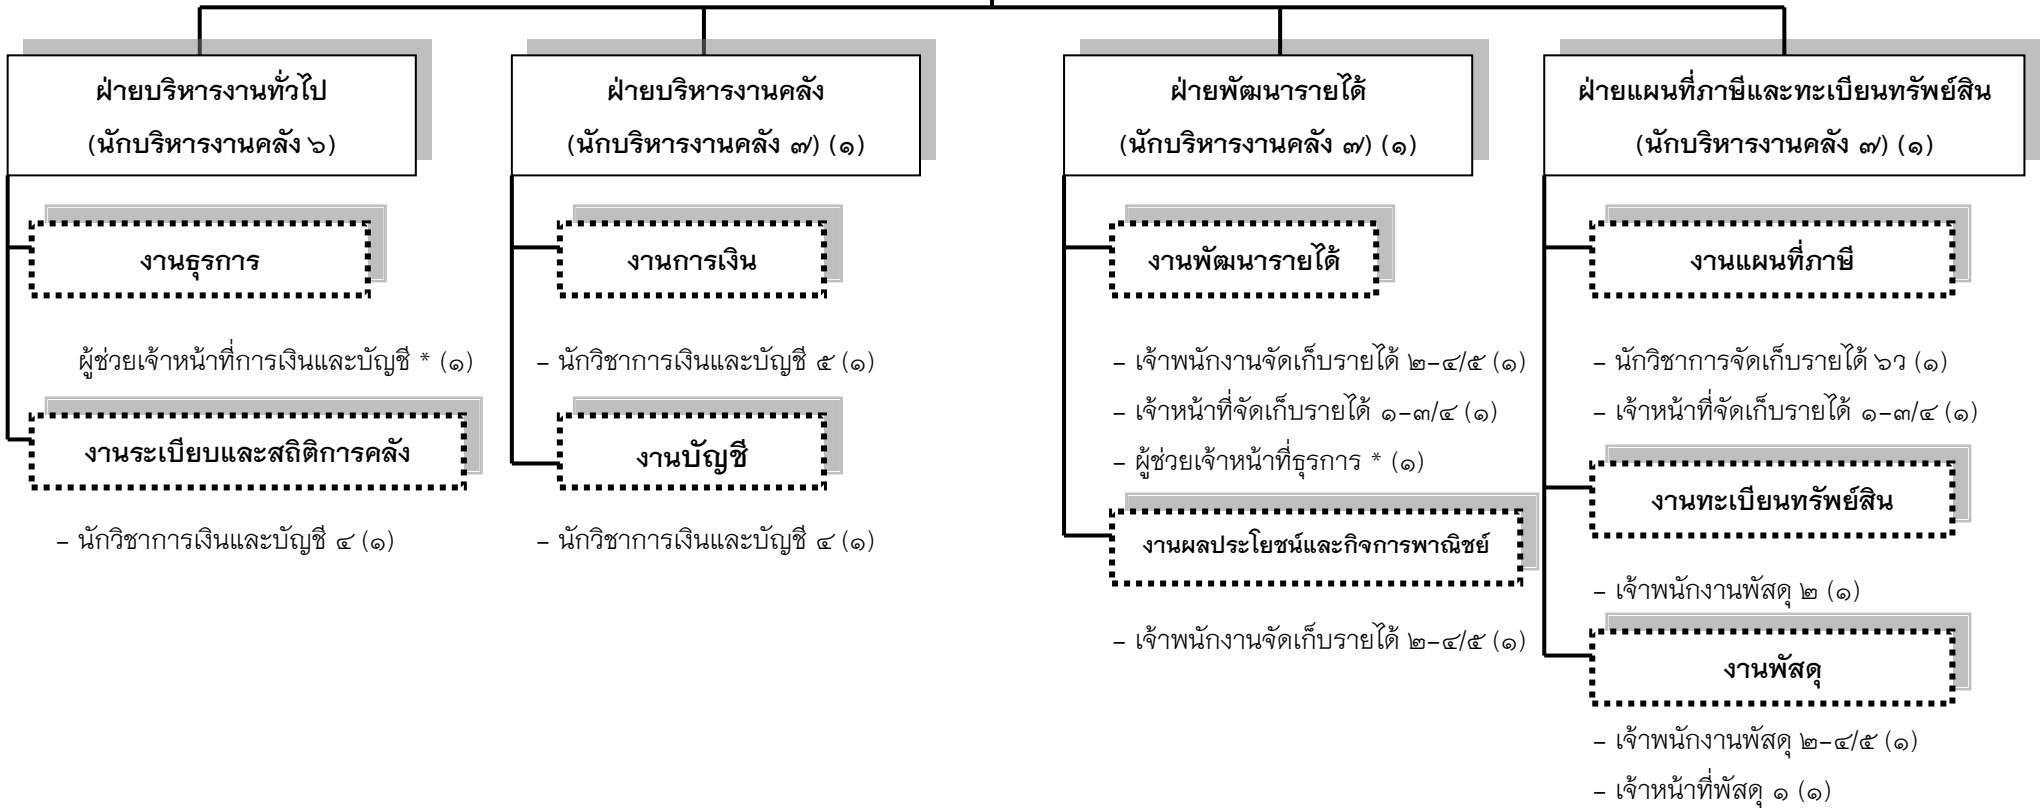 ฝ่ายบริหารงานทั่วไป
(นักบริหารงานคลัง ๖)
งานธุรการ
ผู้ช่วยเจ้าหน้าที่การเงินและบัญชี * (๑)
งานระเบียบและสถิติการคลัง
– นักวิชาการเงินและบัญชี ๔ (๑)
ฝ่ายบริหารงานคลัง
(นักบริหารงานคลัง ๗) (๑)
งานการเงิน
– นักวิชาการเงินและบัญชี ๕ (๑)
งานบัญชี
– นักวิชาการเงินและบัญชี ๔ (๑)
ฝ่ายพัฒนารายได้
(นักบริหารงานคลัง ๗) (๑)
งานพัฒนารายได้
– เจ้าพนักงานจัดเก็บรายได้ ๒–๔/๕ (๑)
– เจ้าหน้าที่จัดเก็บรายได้ ๑–๓/๔ (๑)
– ผู้ช่วยเจ้าหน้าที่ธุรการ * (๑)
งานผลประโยชน์และกิจการพาณิชย์
– เจ้าพนักงานจัดเก็บรายได้ ๒–๔/๕ (๑)
ฝ่ายแผนที่ภาษีและทะเบียนทรัพย์สิน
(นักบริหารงานคลัง ๗) (๑)
งานแผนที่ภาษี
– นักวิชาการจัดเก็บรายได้ ๖ว (๑)
– เจ้าหน้าที่จัดเก็บรายได้ ๑–๓/๔ (๑)
งานทะเบียนทรัพย์สิน
– เจ้าพนักงานพัสดุ ๒ (๑)
งานพัสดุ
– เจ้าพนักงานพัสดุ ๒–๔/๕ (๑)
– เจ้าหน้าที่พัสดุ ๑ (๑)